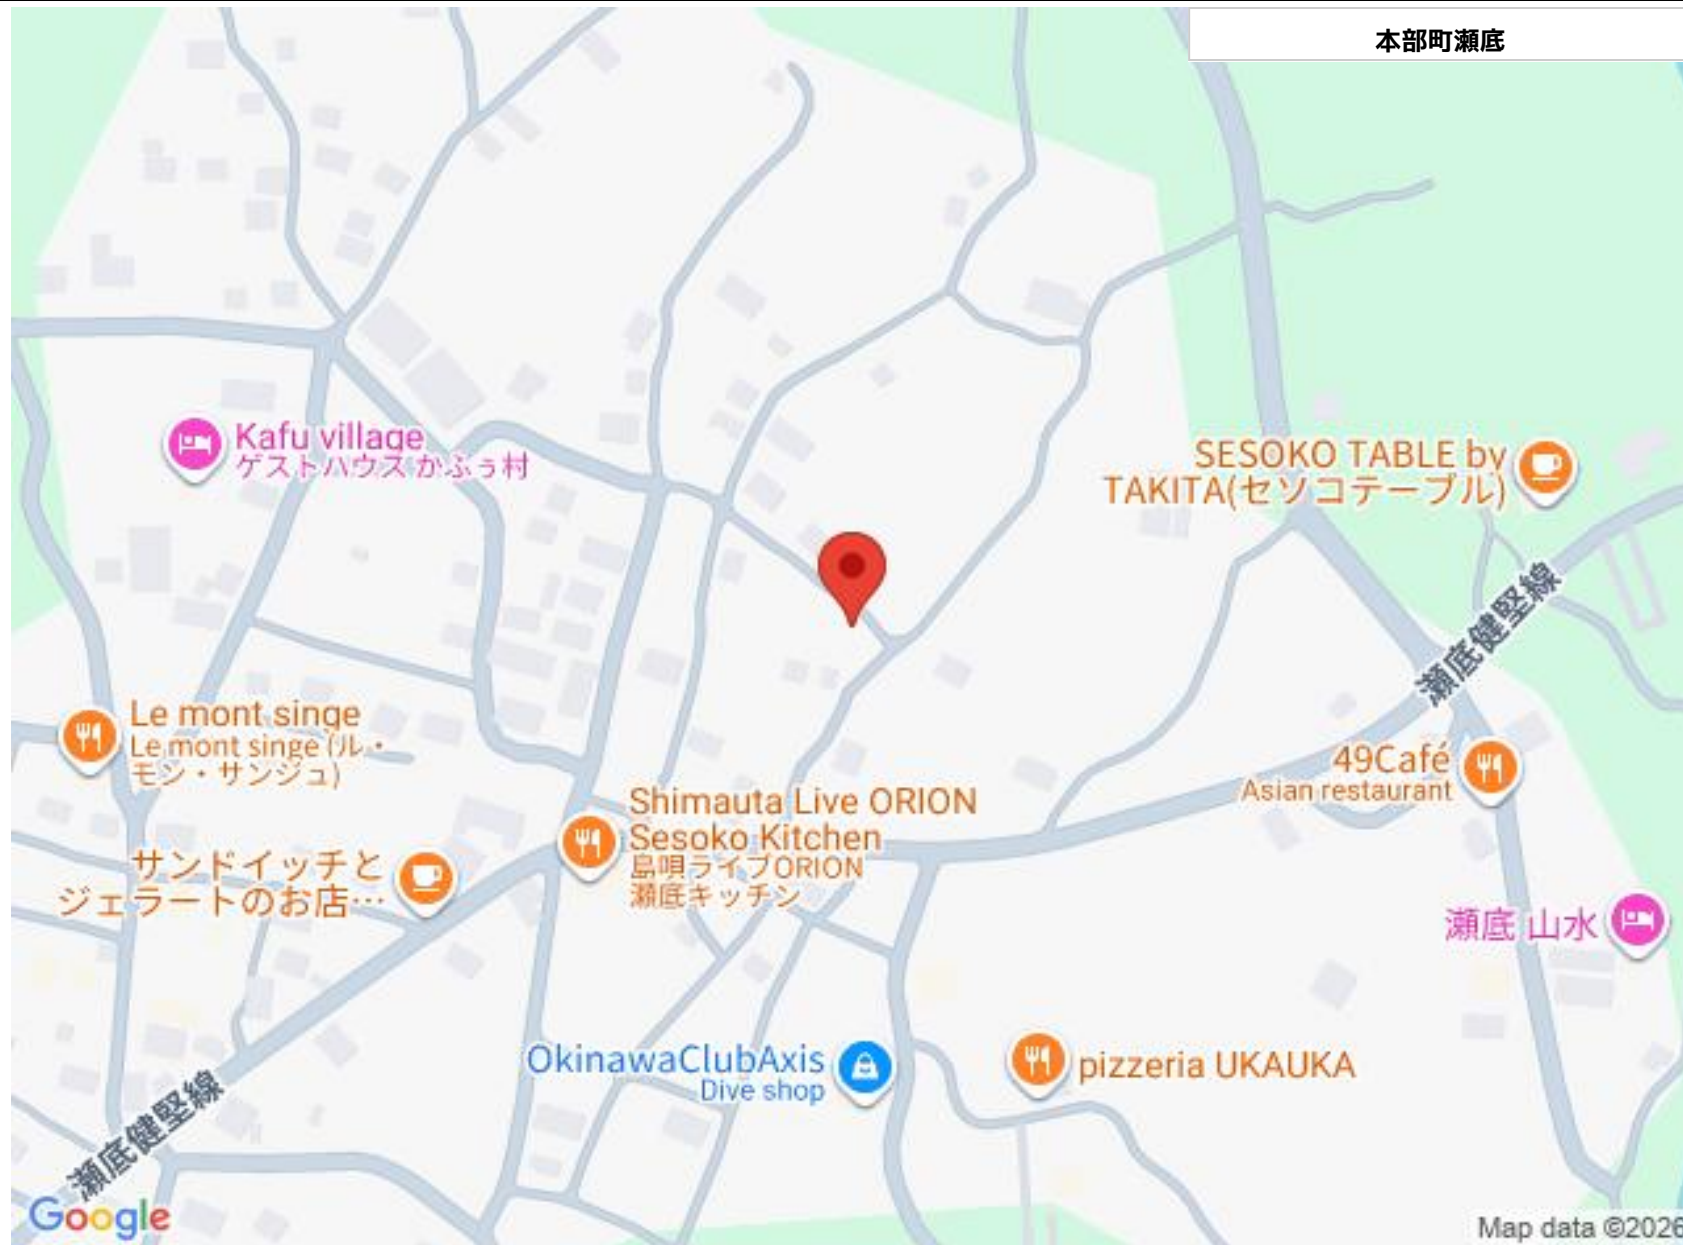 本部町瀬底
Kafu village
ゲストハウス かふぅ村
SESOKO TABLE by
TAKITA(セソコテーブル)
瀬底健堅線
Le mont singe
Le mont singe (ル・
モン・サンジュ)
49Café
Asian restaurant
Shimauta Live ORION
Sesoko Kitchen
島唄ライブORION
瀬底キッチン
サンドイッチと
ジェラートのお店…
瀬底 山水
OkinawaClubAxis
Dive shop
pizzeria UKAUKA
瀬底健堅線
Google
Map data ©2026